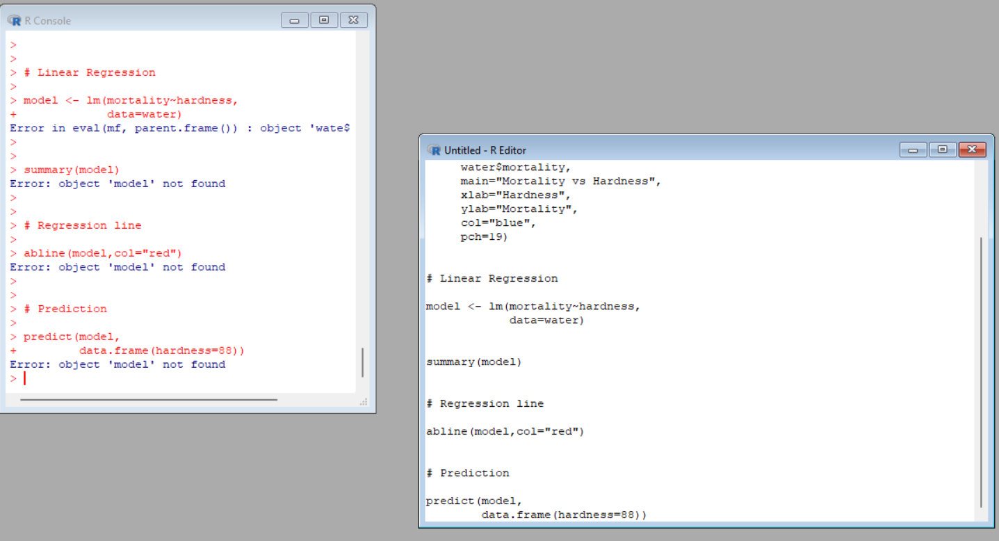 R Console
>
>
> # Linear Regression
>
> model <- lm(mortality~hardness,
+             data=water)
Error in eval(mf, parent.frame()) : object 'wate$
>
>
> summary(model)
Error: object 'model' not found
>
>
> # Regression line
>
> abline(model,col="red")
Error: object 'model' not found
>
>
> # Prediction
>
> predict(model,
+         data.frame(hardness=88))
Error: object 'model' not found
>
Untitled - R Editor
water$mortality,
main="Mortality vs Hardness",
xlab="Hardness",
ylab="Mortality",
col="blue",
pch=19)
# Linear Regression
model <- lm(mortality~hardness,
data=water)
summary(model)
# Regression line
abline(model,col="red")
# Prediction
predict(model,
data.frame(hardness=88))